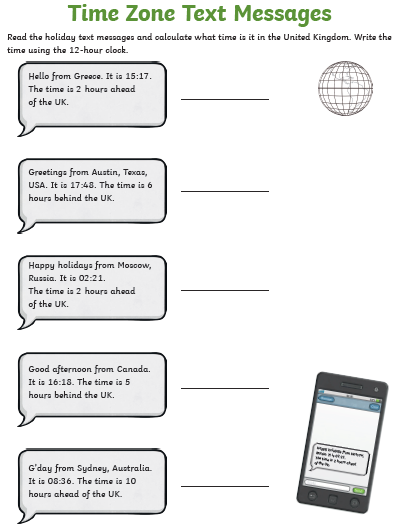 Time Zone Text Messages
Read the holiday text messages and calculate what time is it in the United Kingdom. Write the
time using the 12-hour clock.
Hello from Greece. It is 15:17.
The time is 2 hours ahead
of the UK.
Greetings from Austin, Texas,
USA. It is 17:48. The time is 6
hours behind the UK.
Happy holidays from Moscow,
Russia. It is 02:21.
The time is 2 hours ahead
of the UK.
Good afternoon from Canada.
It is 16:18. The time is 5
hours behind the UK.
G'day from Sydney, Australia.
It is 08:36. The time is 10
hours ahead of the UK.